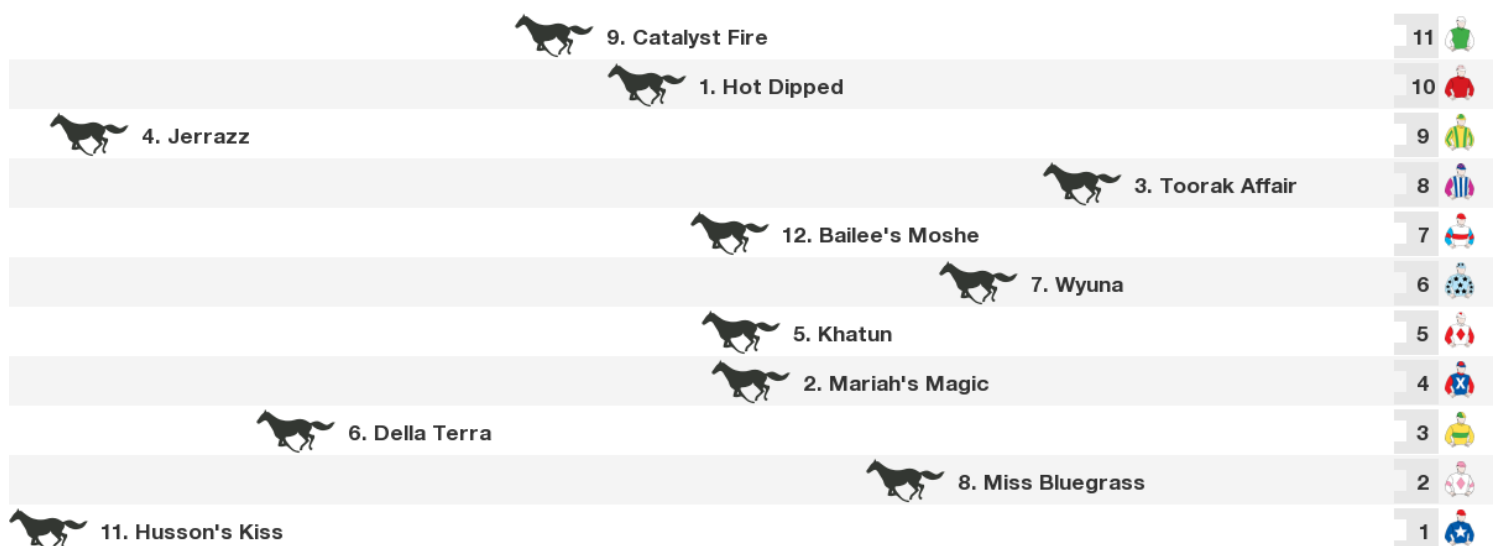 9. Catalyst Fire 11
1. Hot Dipped 10
4. Jerrazz 9
3. Toorak Affair 8
12. Bailee's Moshe 7
7. Wyuna 6
5. Khatun 5
2. Mariah's Magic 4
X
6. Della Terra 3
8. Miss Bluegrass 2
11. Husson's Kiss 1